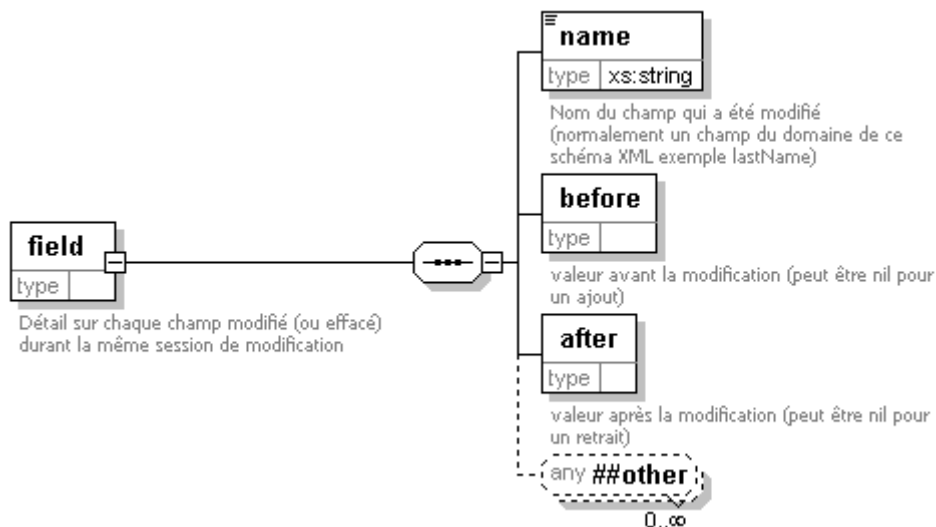 name
type xs:string
Nom du champ qui a été modifié
(normalement un champ du domaine de ce
schéma XML exemple lastName)
before
type
valeur avant la modification (peut être nil pour
un ajout)
field
type
Détail sur chaque champ modifié (ou effacé)
durant la même session de modification
after
type
valeur après la modification (peut être nil pour
un retrait)
any ##other
0..∞